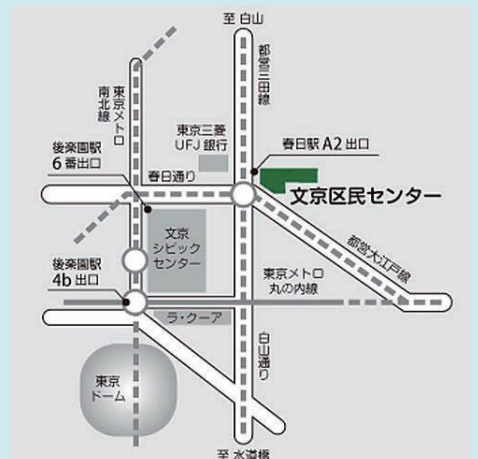 至 白山
都営三田線
東京メトロ
南北線
東京三菱
UFJ 銀行
春日駅 A2 出口
後楽園駅
6 番出口
春日通り
文京区民センター
文京
シビック
センター
都営大江戸線
後楽園駅
4b 出口
東京メトロ
丸の内線
ラ・クーア
白山通り
東京
ドーム
至 水道橋